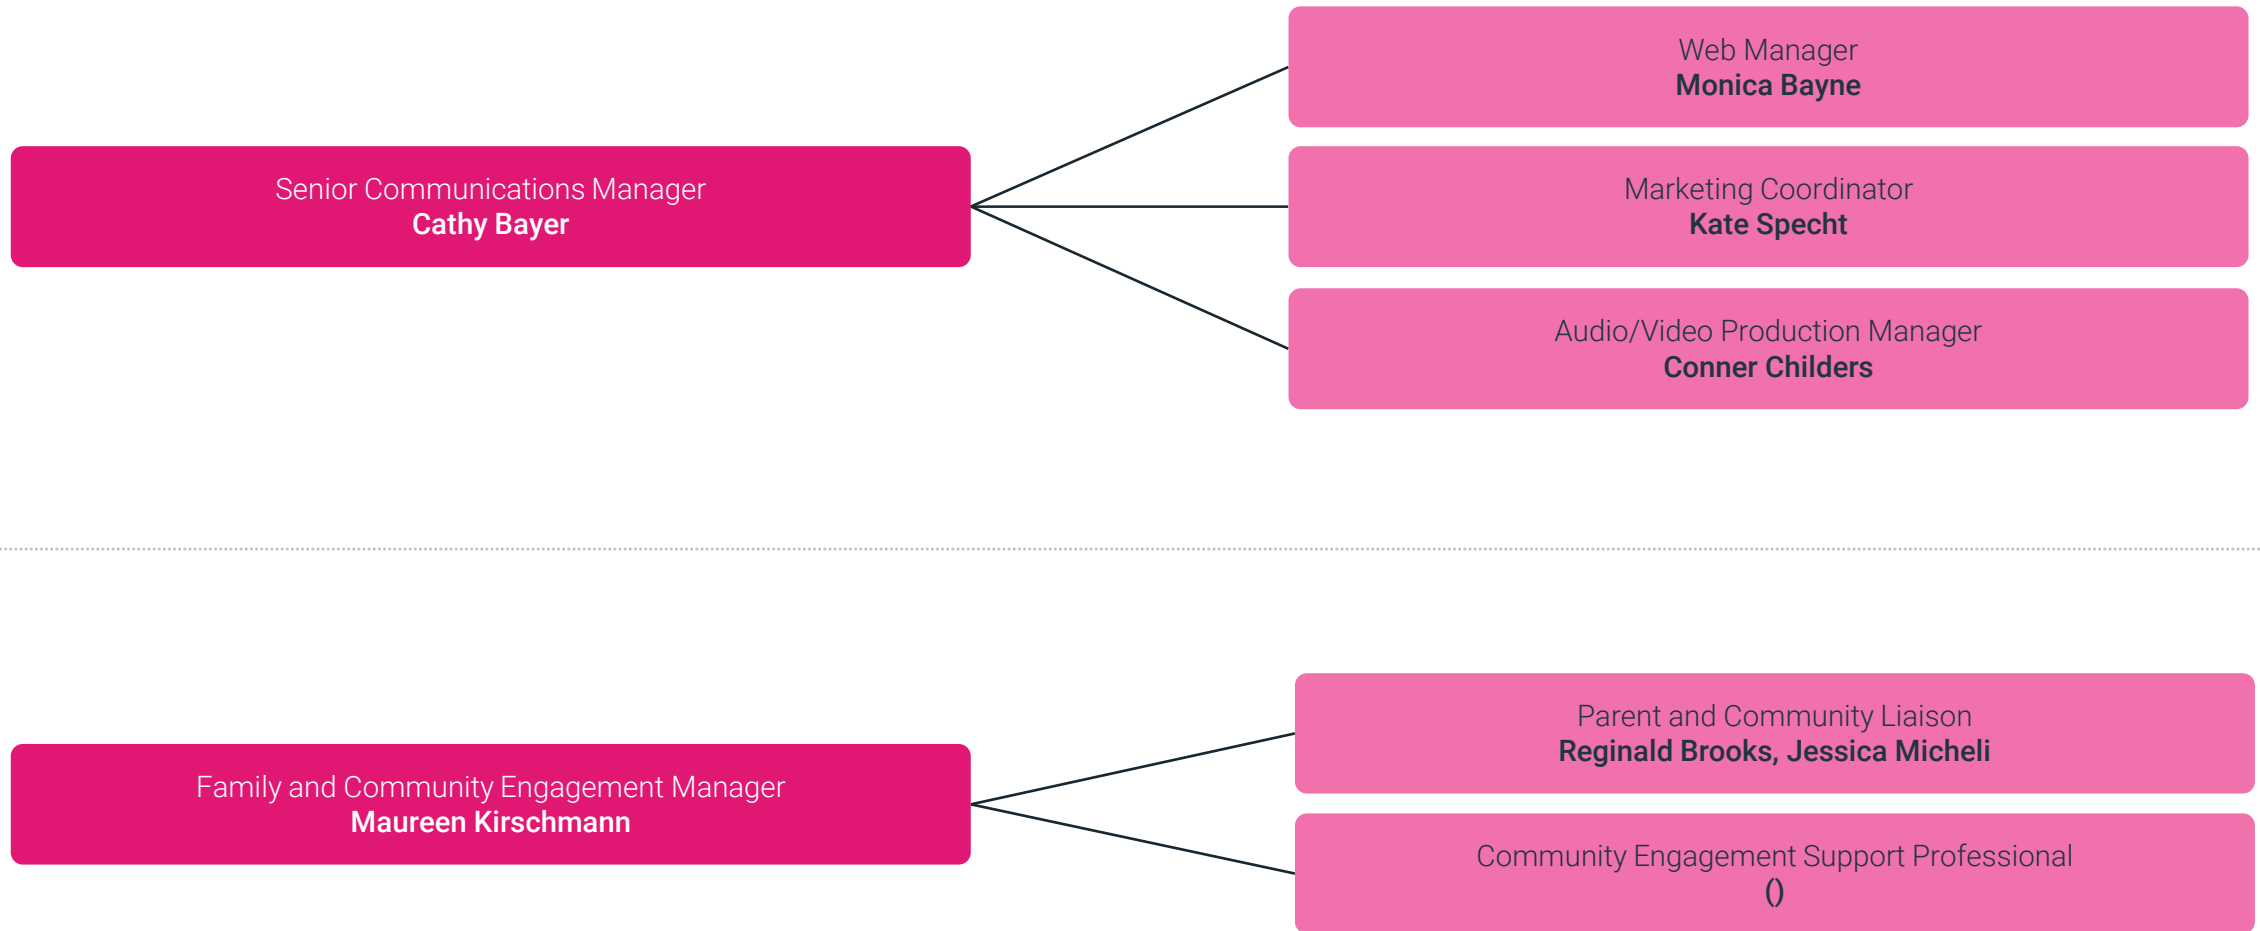 Web Manager
Monica Bayne
Senior Communications Manager
Cathy Bayer
Marketing Coordinator
Kate Specht
Audio/Video Production Manager
Conner Childers
Parent and Community Liaison
Reginald Brooks, Jessica Micheli
Family and Community Engagement Manager
Maureen Kirschmann
Community Engagement Support Professional
()